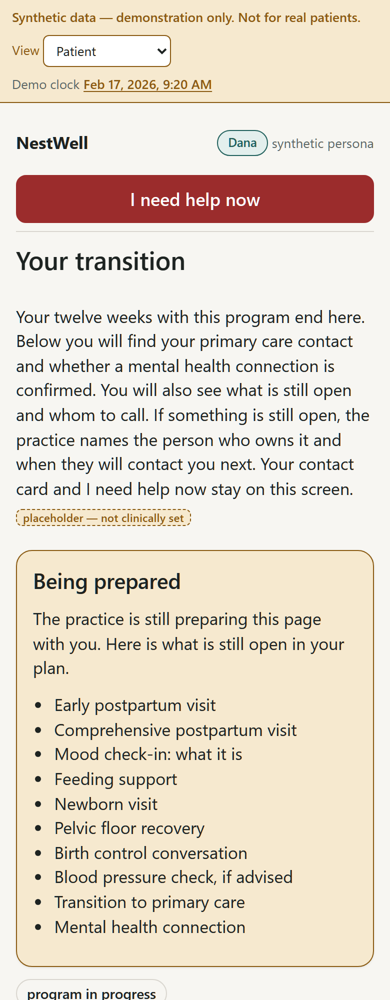 Synthetic data — demonstration only. Not for real patients.
View Patient
Demo clock Feb 17, 2026, 9:20 AM
NestWell Dana synthetic persona
I need help now
Your transition
Your twelve weeks with this program end here.
Below you will find your primary care contact
and whether a mental health connection is
confirmed. You will also see what is still open
and whom to call. If something is still open, the
practice names the person who owns it and
when they will contact you next. Your contact
card and I need help now stay on this screen.
placeholder — not clinically set
Being prepared
The practice is still preparing this page
with you. Here is what is still open in your
plan.
• Early postpartum visit
• Comprehensive postpartum visit
• Mood check-in: what it is
• Feeding support
• Newborn visit
• Pelvic floor recovery
• Birth control conversation
• Blood pressure check, if advised
• Transition to primary care
• Mental health connection
program in progress